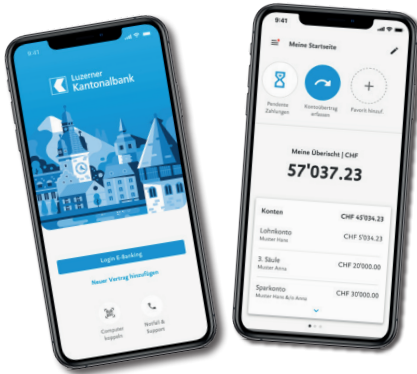 9:41
Luzerner
Kantonalbank
Login E-Banking
Neuer Vertrag hinzufügen
Computer
koppeln
Notfall &
Support
9:41
Meine Startseite
Pendente
Zahlungen
Kontoübertrag
erfassen
Favorit hinzuf.
Meine Übersicht | CHF
57'037.23
Konten
CHF 45'034.23
Lohnkonto
Muster Hans
CHF 5'034.23
3. Säule
Muster Anna
CHF 20'000.00
Sparkonto
Muster Hans &/o Anna
CHF 30'000.00